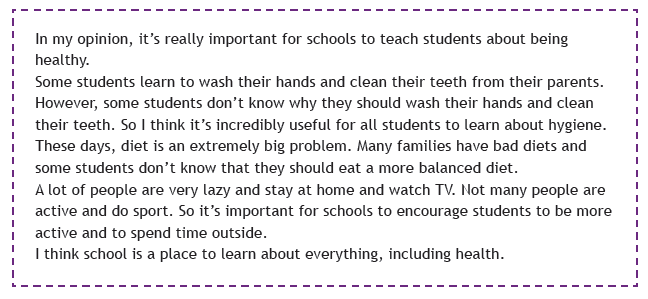 In my opinion, it's really important for schools to teach students about being
healthy.
Some students learn to wash their hands and clean their teeth from their parents.
However, some students don't know why they should wash their hands and clean
their teeth. So I think it's incredibly useful for all students to learn about hygiene.
These days, diet is an extremely big problem. Many families have bad diets and
some students don't know that they should eat a more balanced diet.
A lot of people are very lazy and stay at home and watch TV. Not many people are
active and do sport. So it's important for schools to encourage students to be more
active and to spend time outside.
I think school is a place to learn about everything, including health.